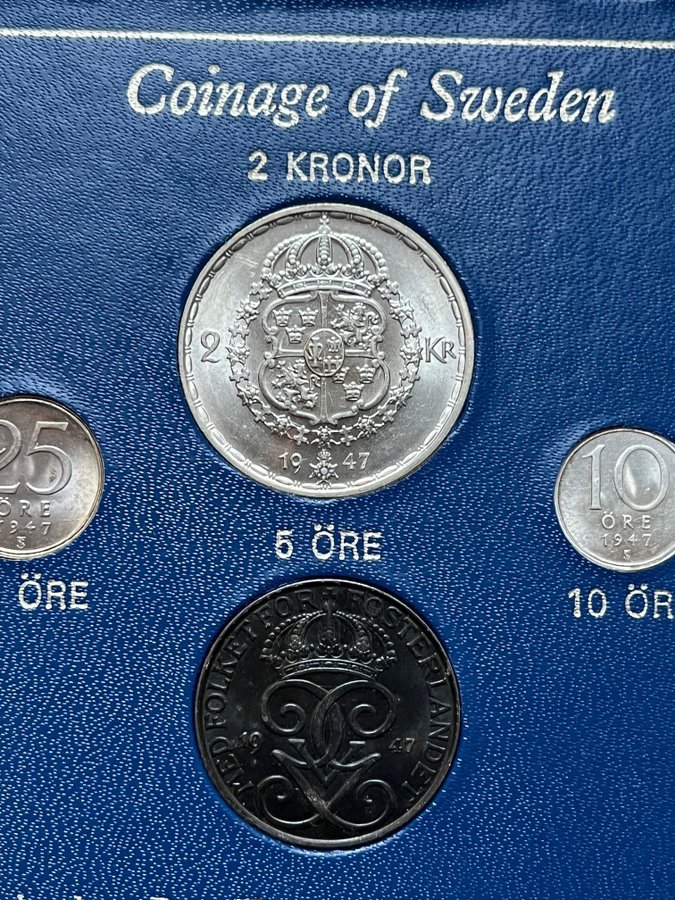 Coinage of Sweden
2 KRONOR
2 KR
19 47
25
ÖRE
1947
S
10
ÖRE
1947
S
5 ÖRE
ÖRE
10 ÖR
MED FOLKET FÖR FOSTERLANDET
19 47